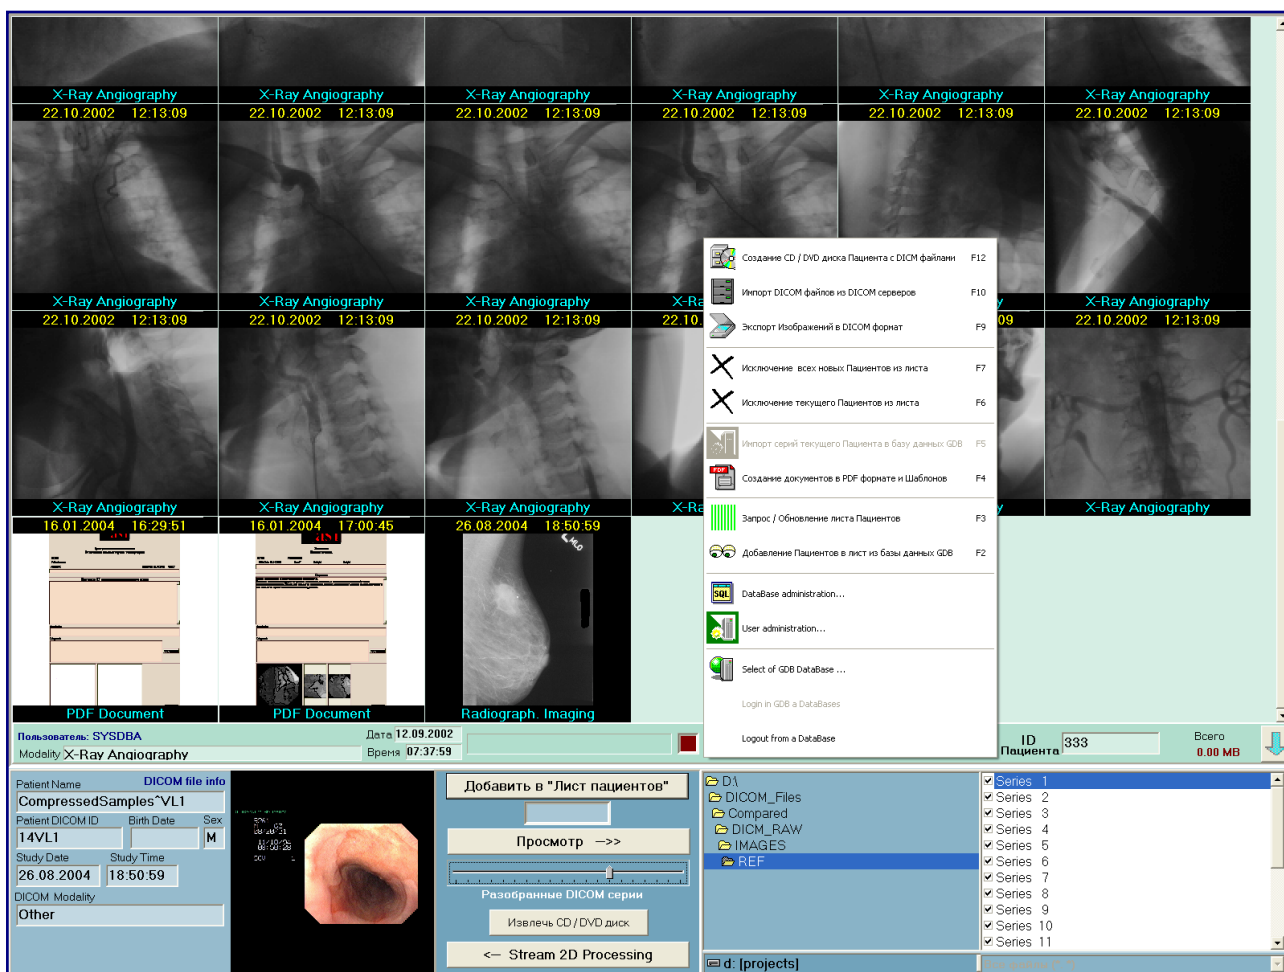 X-Ray Angiography X-Ray Angiography X-Ray Angiography X-Ray Angiography X-Ray Angiography X-Ray Angiography
22.10.2002 12:13:09 22.10.2002 12:13:09 22.10.2002 12:13:09 22.10.2002 12:13:09 22.10.2002 12:13:09 22.10.2002 12:13:09
X-Ray Angiography X-Ray Angiography X-Ray Angiography X-Ra y X-Ray Angiography
22.10.2002 12:13:09 22.10.2002 12:13:09 22.10.2002 12:13:09 22.10. 09 22.10.2002 12:13:09
X-Ray Angiography X-Ray Angiography X-Ray Angiography X-Ra y X-Ray Angiography
16.01.2004 16:29:51 16.01.2004 17:00:45 26.08.2004 18:50:59
MLO
PDF Document PDF Document Radiograph. Imaging
Создание CD / DVD диска Пациента с DICM файлами F12
Импорт DICOM файлов из DICOM серверов F10
Экспорт Изображений в DICOM формат F9
Исключение всех новых Пациентов из листа F7
Исключение текущего Пациентов из листа F6
Импорт серий текущего Пациента в базу данных GDB F5
PDF
Создание документов в PDF формате и Шаблонов F4
Запрос / Обновление листа Пациентов F3
Добавление Пациентов в лист из базы данных GDB F2
SQL
DataBase administration...
User administration...
Select of GDB DataBase ...
Login in GDB a DataBases
Logout from a DataBase
Пользователь: SYSDBA
Modality X-Ray Angiography
Дата 12.09.2002
Время 07:37:59
ID
Пациента 333
Всего
0.00 MB
Patient Name DICOM file info
CompressedSamples^VL1
Patient DICOM ID Birth Date Sex
14VL1 M
Study Date Study Time
26.08.2004 18:50:59
DICOM Modality
Other
Добавить в "Лист пациентов"
Просмотр —>>
Разобранные DICOM серии
Извлечь CD / DVD диск
<— Stream 2D Processing
D:\
DICOM_Files
Compared
DICM_RAW
IMAGES
REF
d: [projects]
Series 1
Series 2
Series 3
Series 4
Series 5
Series 6
Series 7
Series 8
Series 9
Series 10
Series 11